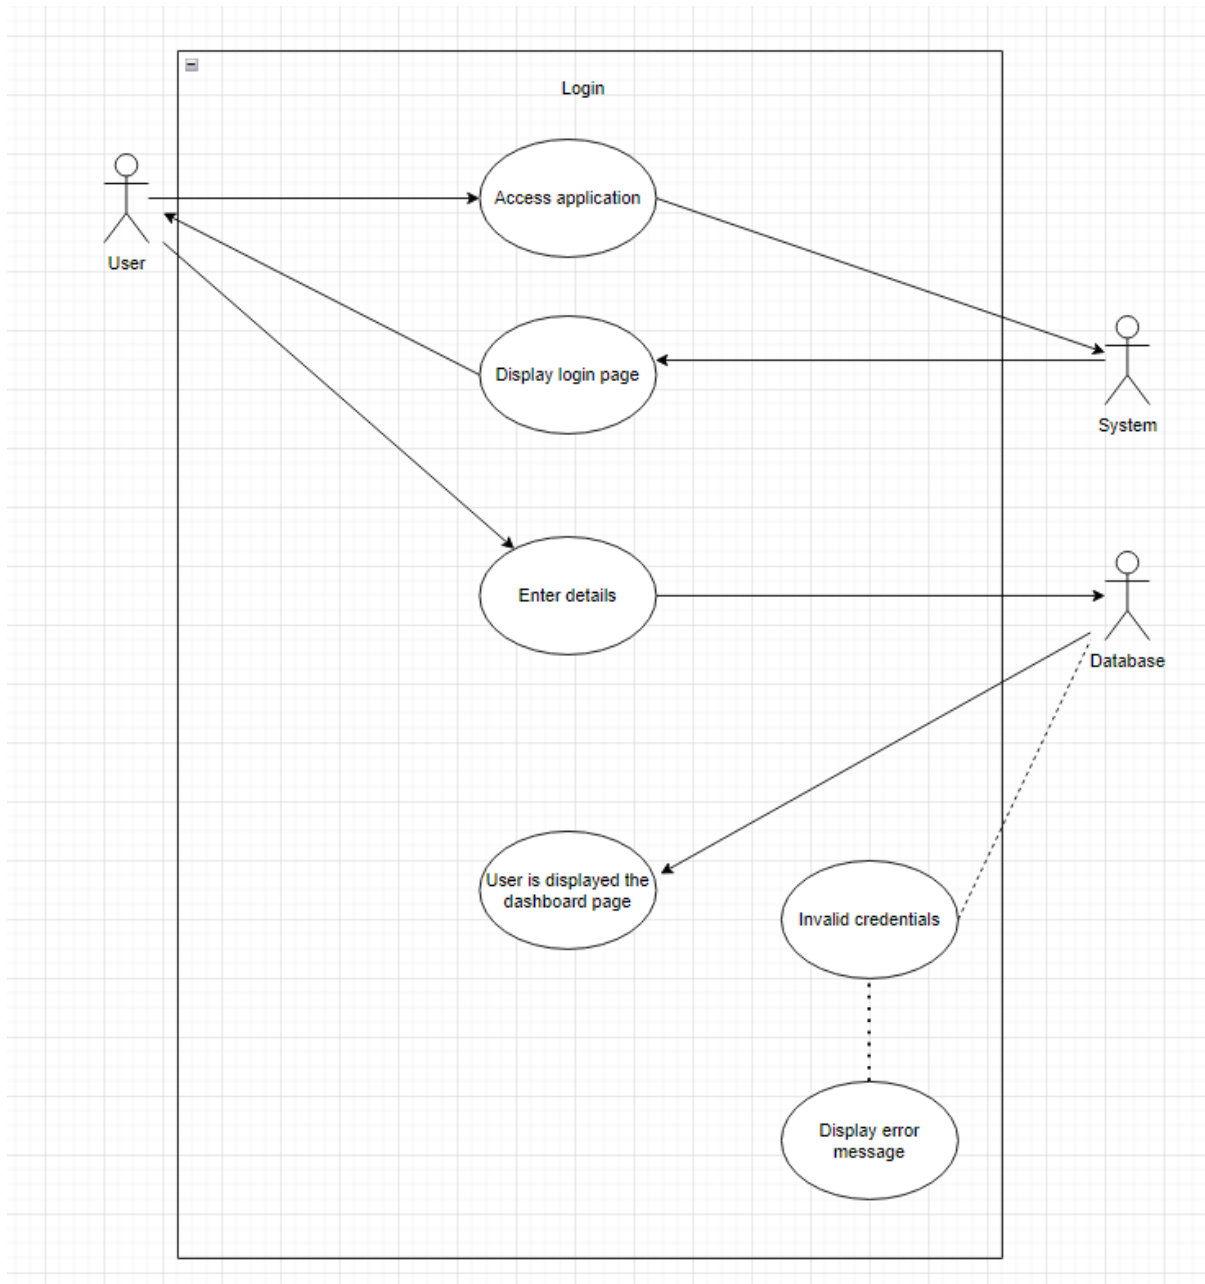 Login
Access application
User
Display login page
System
Enter details
Database
User is displayed the
dashboard page
Invalid credentials
Display error
message